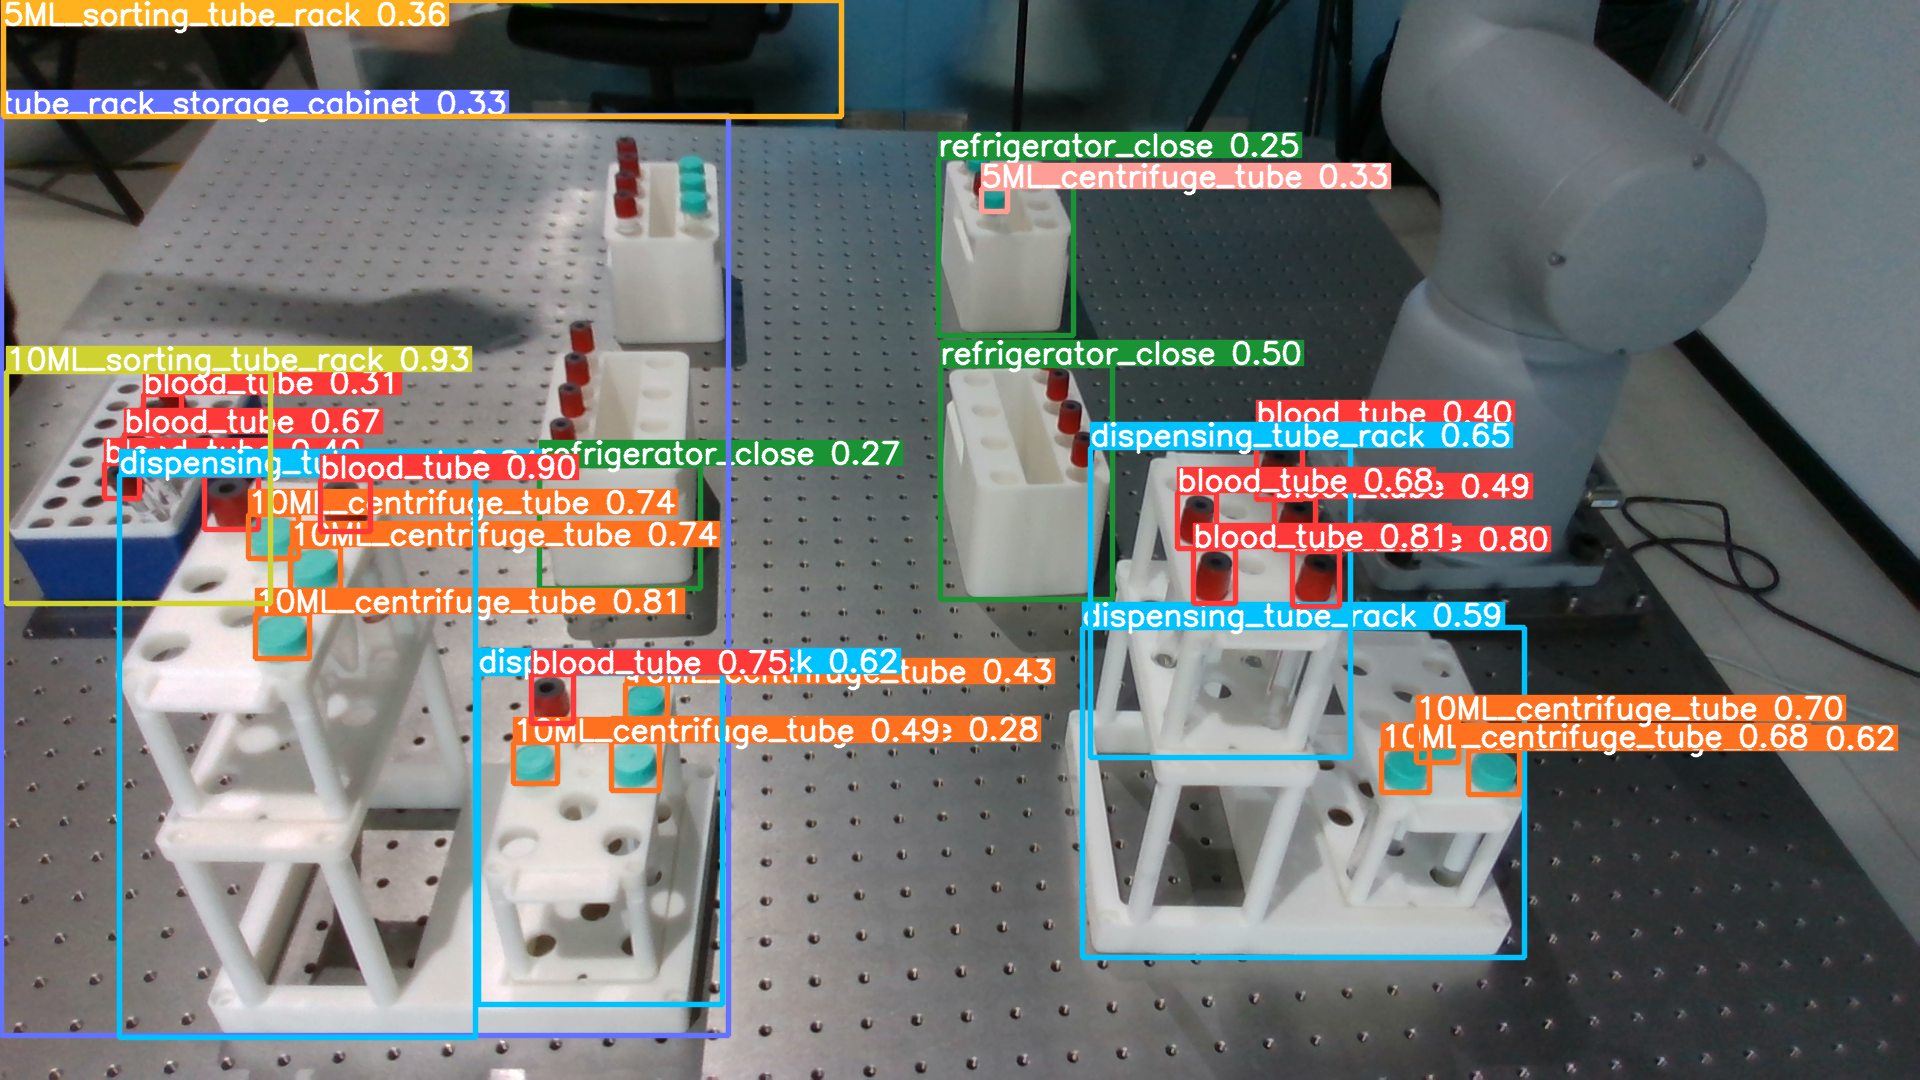 5ML_sorting_tube_rack 0.36
tube_rack_storage_cabinet 0.33
refrigerator_close 0.25
5ML_centrifuge_tube 0.33
refrigerator_close 0.50
10ML_sorting_tube_rack 0.93
blood_tube 0.31
blood_tube 0.67
blood_tube 0.40
dispensing_tube_rack 0.65
refrigerator_close 0.27
blood_tube 0.90
blood_tube 0.68
0.49
10ML_centrifuge_tube 0.74
10ML_centrifuge_tube 0.74
blood_tube 0.81
0.80
10ML_centrifuge_tube 0.81
dispensing_tube_rack 0.59
blood_tube 0.75
0.62
0.43
10ML_centrifuge_tube 0.70
10ML_centrifuge_tube 0.49
0.28
10ML_centrifuge_tube 0.68
0.62